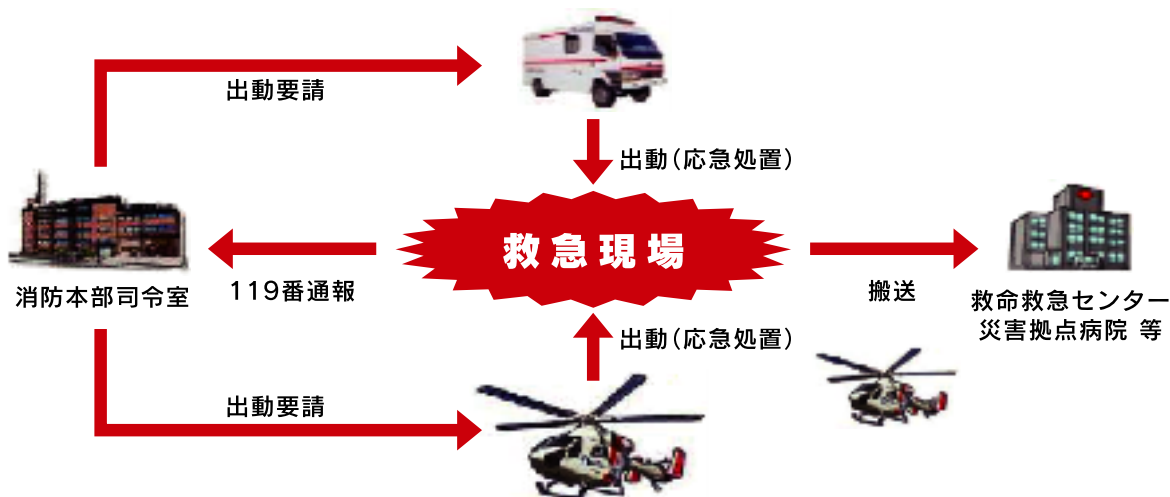 出動要請
出動(応急処置)
救急現場
消防本部司令室
119番通報
搬送
救命救急センター
災害拠点病院 等
出動(応急処置)
出動要請